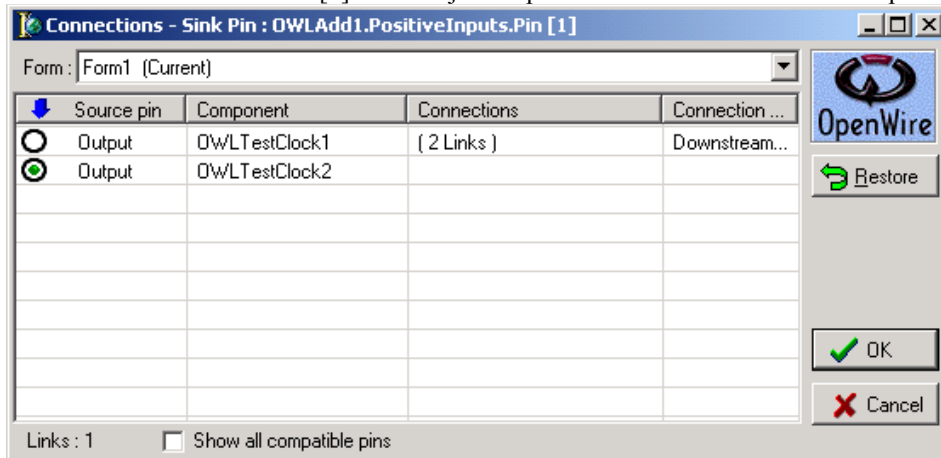 Connections - Sink Pin : OWLAdd1.PositiveInputs.Pin [1]
Form : Form1 (Current)
OpenWire
Source pin Component Connections Connection ...
Output OWLTestClock1 ( 2 Links ) Downstream...
Output OWLTestClock2
Restore
OK
Cancel
Links : 1 Show all compatible pins